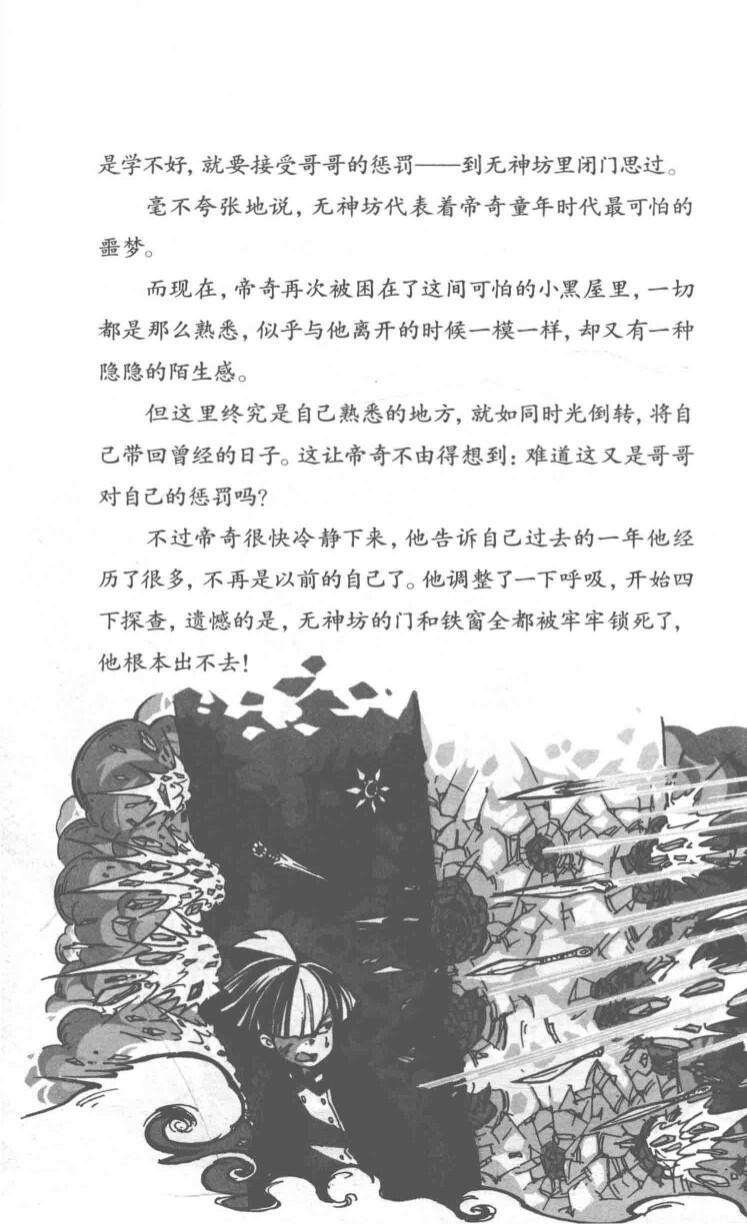 是学不好，就要接受哥哥的惩罚——到无神坊里闭门思过。
毫不夸张地说，无神坊代表着帝奇童年时代最可怕的
噩梦。
而现在，帝奇再次被困在了这间可怕的小黑屋里，一切
都是那么熟悉，似乎与他离开的时候一模一样，却又有一种
隐隐的陌生感。
但这里终究是自己熟悉的地方，就如同时光倒转，将自
己带回曾经的日子。这让帝奇不由得想到：难道这又是哥哥
对自己的惩罚吗？
不过帝奇很快冷静下来，他告诉自己过去的一年他经
历了很多，不再是以前的自己了。他调整了一下呼吸，开始四
下探查，遗憾的是，无神坊的门和铁窗全都被牢牢锁死了，
他根本出不去！